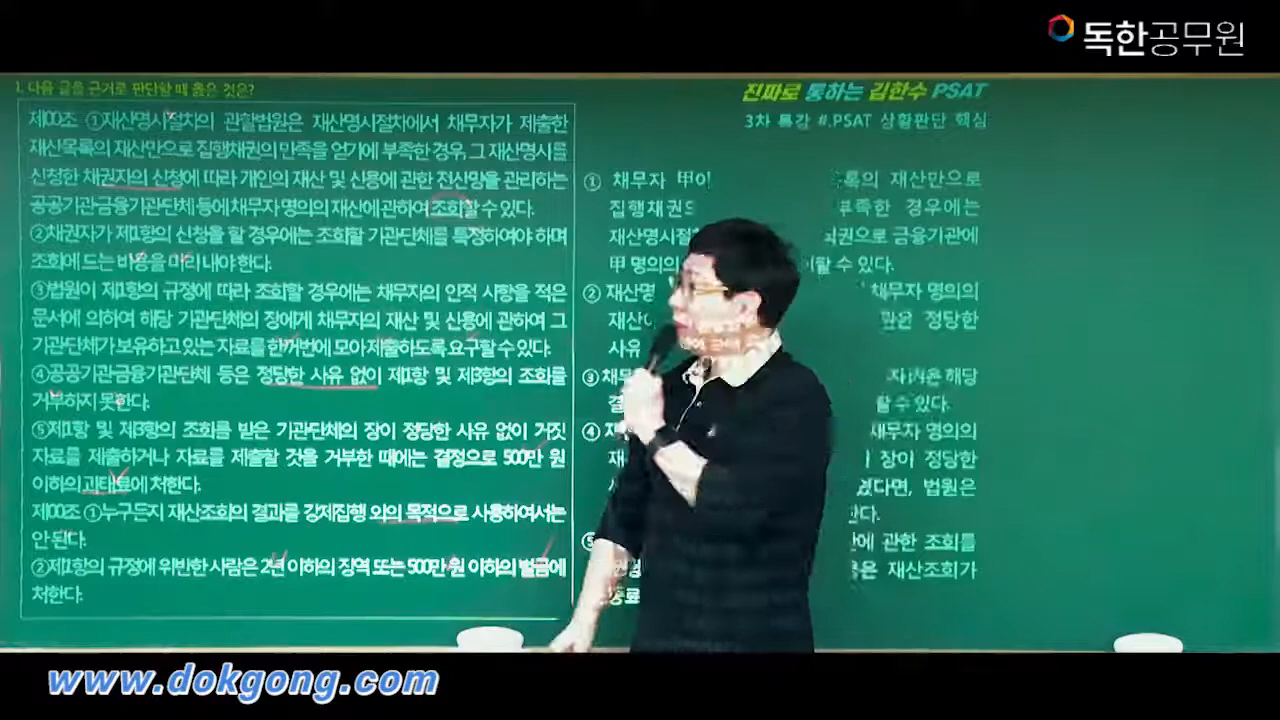 독한공무원
1. 다음 글을 근거로 판단할 때 옳은 것은?
진짜로 통하는 김한수 PSAT
3차 특강 #.PSAT 상황판단 핵심
제00조 ①재산명시절차의 관할법원은 재산명시절차에서 채무자가 제출한
재산목록의 재산만으로 집행채권의 만족을 얻기에 부족한 경우, 그 재산명시를
신청한 채권자의 신청에 따라 개인의 재산 및 신용에 관한 전산망을 관리하는
공공기관·금융기관·단체 등에 채무자 명의의 재산에 관하여 조회할 수 있다.
②채권자가 제1항의 신청을 할 경우에는 조회할 기관·단체를 특정하여야 하며
조회에 드는 비용을 미리 내야 한다.
③법원이 제1항의 규정에 따라 조회할 경우에는 채무자의 인적 사항을 적은
문서에 의하여 해당 기관·단체의 장에게 채무자의 재산 및 신용에 관하여 그
기관·단체가 보유하고 있는 자료를 한꺼번에 모아 제출하도록 요구할 수 있다.
④공공기관·금융기관·단체 등은 정당한 사유 없이 제1항 및 제3항의 조회를
거부하지 못한다.
⑤제1항 및 제3항의 조회를 받은 기관·단체의 장이 정당한 사유 없이 거짓
자료를 제출하거나 자료를 제출할 것을 거부한 때에는 결정으로 500만 원
이하의 과태료에 처한다.
제00조 ①누구든지 재산조회의 결과를 강제집행 외의 목적으로 사용하여서는
안 된다.
②제1항의 규정에 위반한 사람은 2년 이하의 징역 또는 500만 원 이하의 벌금에
처한다.
① 채무자 甲이 재산만으로
집행채권의 부족한 경우에는
금융기관에
甲 명의의 할 수 있다.
② 채무자 명의의
정당한
사유
③ 해당
할 수 있다.
④ 채무자 명의의
장이 정당한
법원은
⑤ 관한 조회를
재산조회가
종료
www.dokgong.com